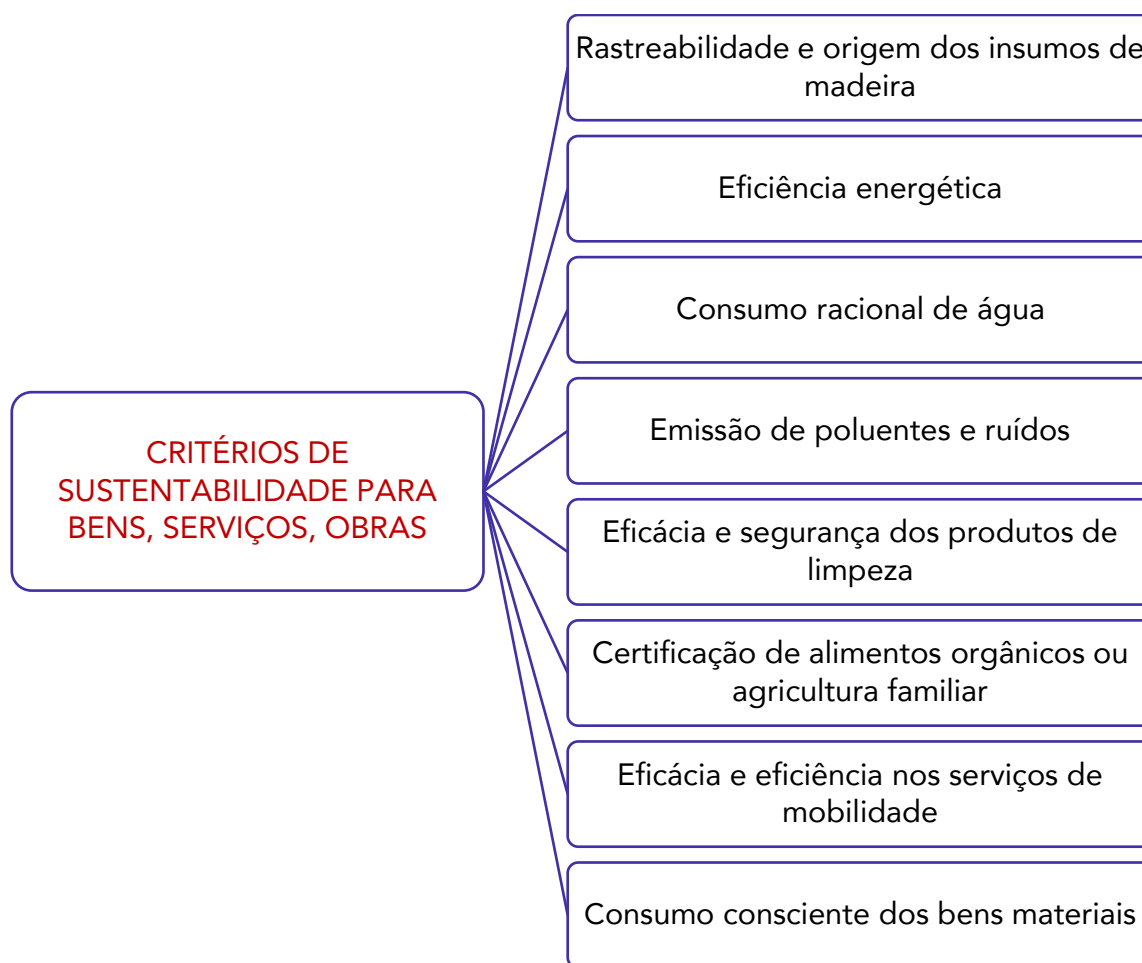 CRITÉRIOS DE
SUSTENTABILIDADE PARA
BENS, SERVIÇOS, OBRAS
Rastreabilidade e origem dos insumos de
madeira
Eficiência energética
Consumo racional de água
Emissão de poluentes e ruídos
Eficácia e segurança dos produtos de
limpeza
Certificação de alimentos orgânicos ou
agricultura familiar
Eficácia e eficiência nos serviços de
mobilidade
Consumo consciente dos bens materiais